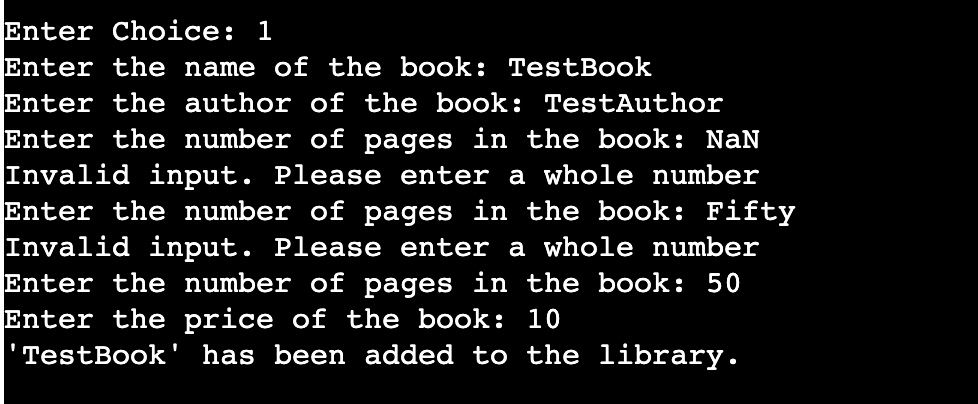 Enter Choice: 1
Enter the name of the book: TestBook
Enter the author of the book: TestAuthor
Enter the number of pages in the book: NaN
Invalid input. Please enter a whole number
Enter the number of pages in the book: Fifty
Invalid input. Please enter a whole number
Enter the number of pages in the book: 50
Enter the price of the book: 10
'TestBook' has been added to the library.